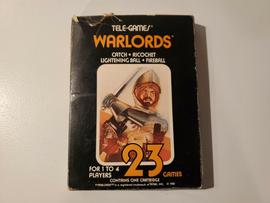 TELE-GAMES
WARLORDS
CATCH • RICOCHET
LIGHTENING BALL • FIREBALL
FOR 1 TO 4
PLAYERS
23
GAMES
CONTAINS ONE CARTRIDGE